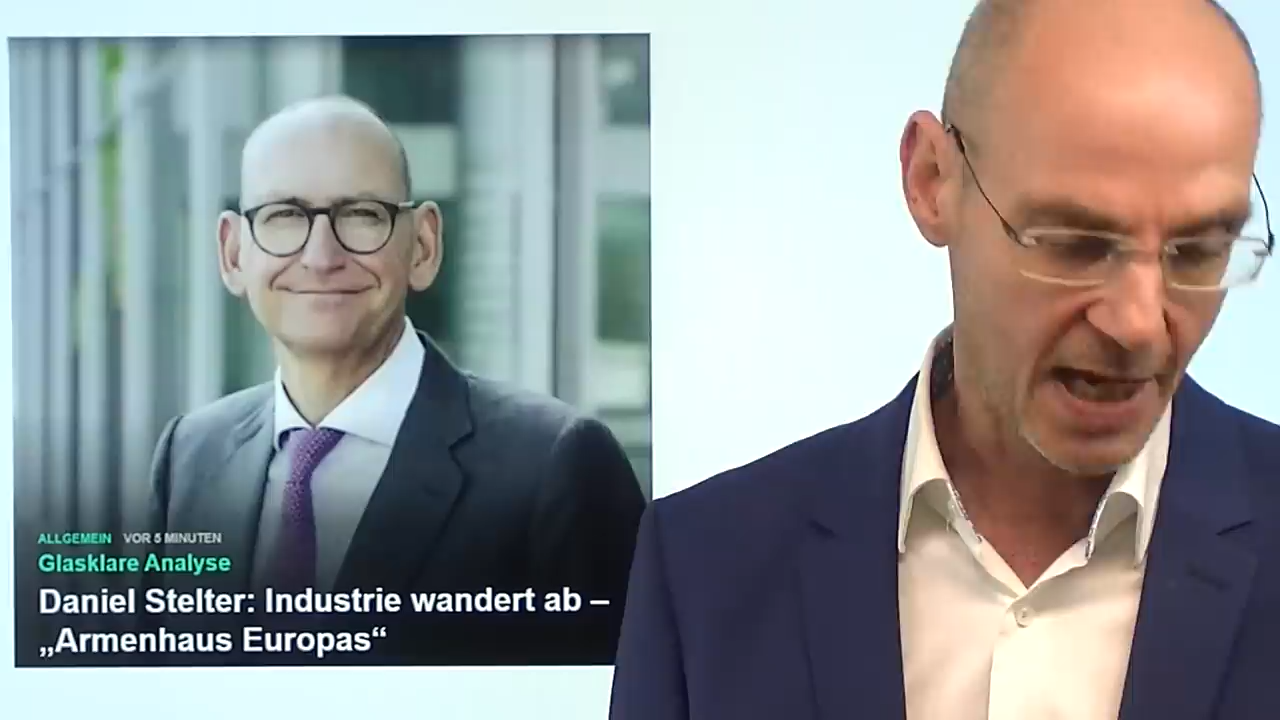 ALLGEMEIN VOR 5 MINUTEN
Glasklare Analyse
Daniel Stelter: Industrie wandert ab –
„Armenhaus Europas“